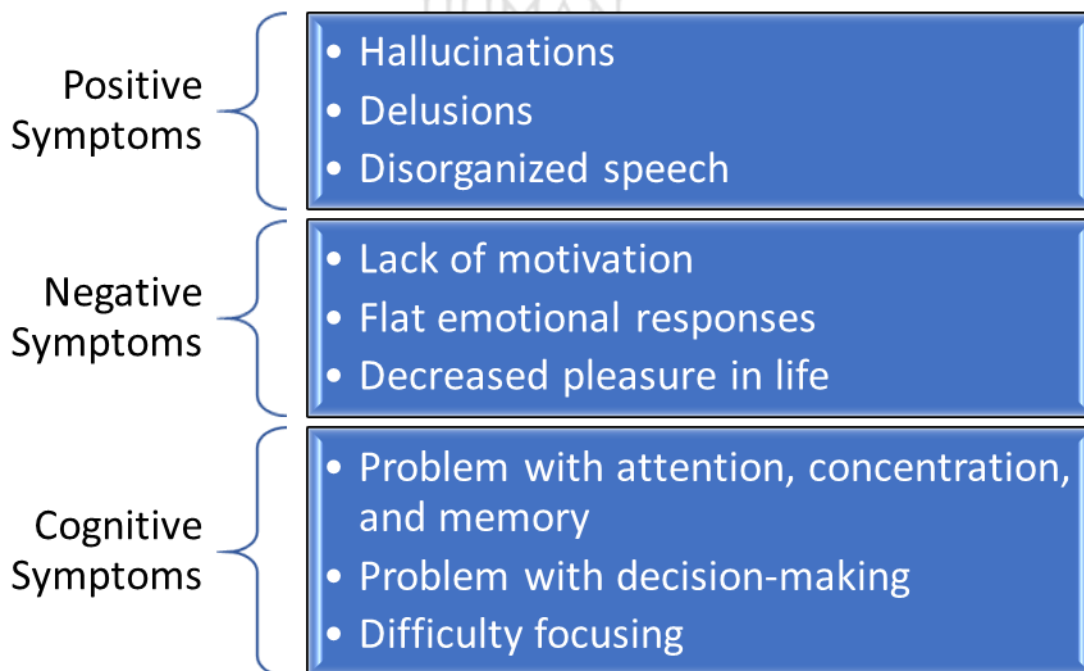 HUMAN
Positive
Symptoms
• Hallucinations
• Delusions
• Disorganized speech
Negative
Symptoms
• Lack of motivation
• Flat emotional responses
• Decreased pleasure in life
Cognitive
Symptoms
• Problem with attention, concentration,
and memory
• Problem with decision-making
• Difficulty focusing